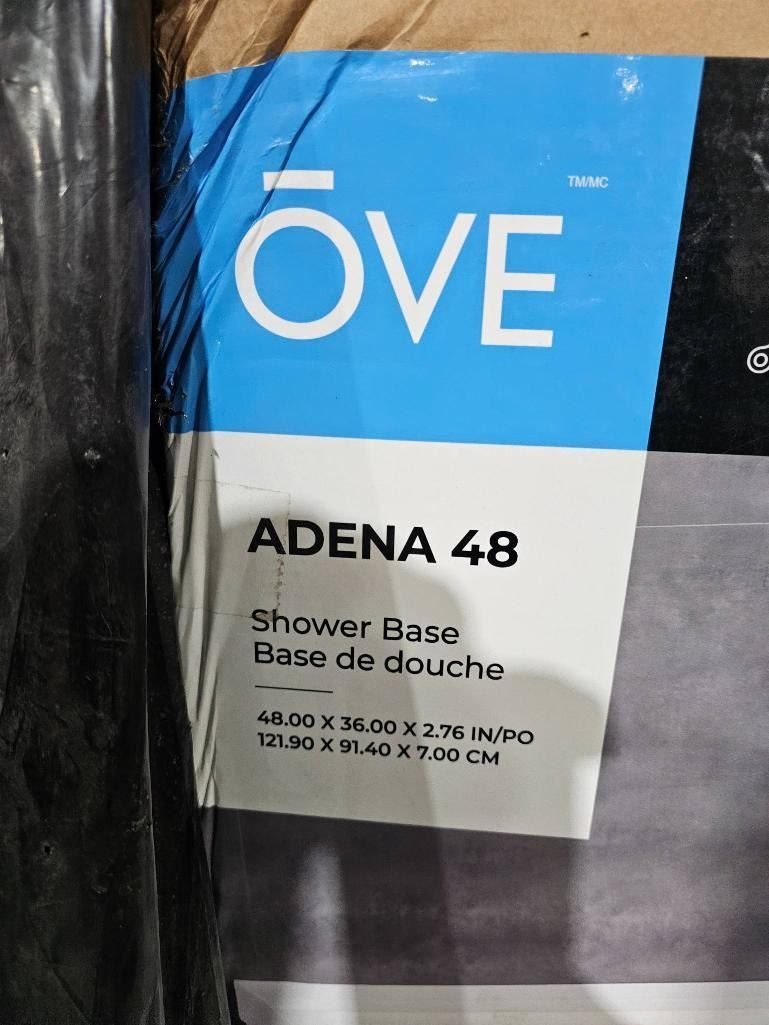 ŌVE
TM/MC
ADENA 48
Shower Base
Base de douche
48.00 X 36.00 X 2.76 IN/PO
121.90 X 91.40 X 7.00 CM